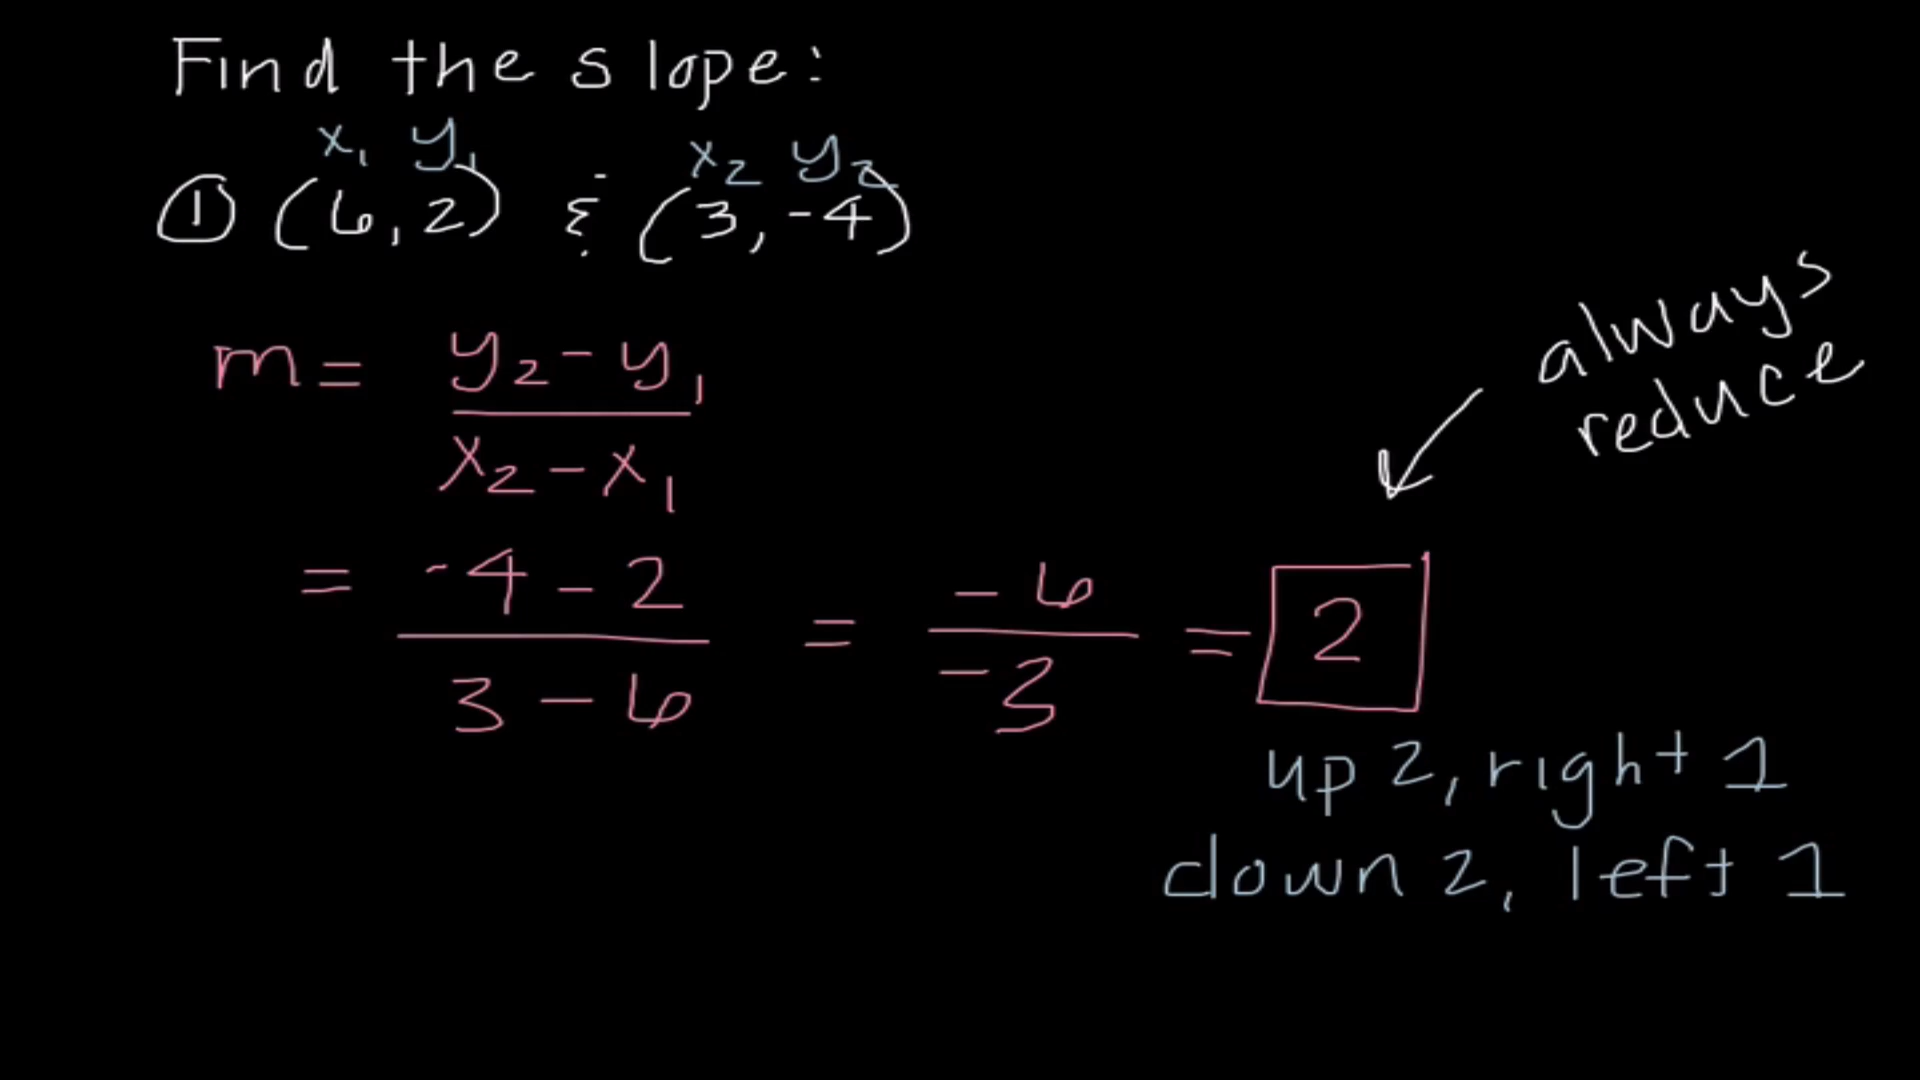 Find the slope:
x₁ y₁ x₂ y₂
① (6, 2) & (3, -4)
m = y₂ - y₁
x₂ - x₁
always
reduce
= -4 - 2
3 - 6
= -6
-3
= 2
up 2, right 1
down 2, left 1